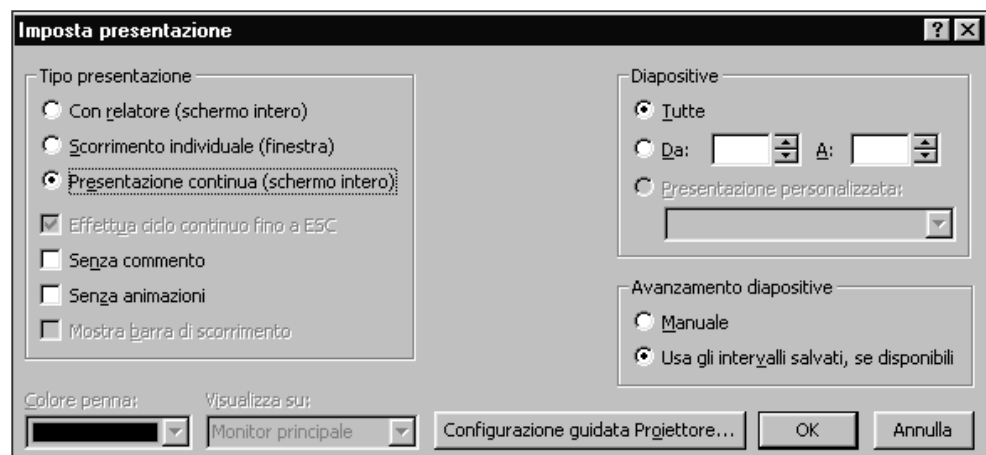 Imposta presentazione
Tipo presentazione
Con relatore (schermo intero)
Scorrimento individuale (finestra)
Presentazione continua (schermo intero)
Effettua ciclo continuo fino a ESC
Senza commento
Senza animazioni
Mostra barra di scorrimento
Diapositive
Tutte
Da: A:
Presentazione personalizzata:
Avanzamento diapositive
Manuale
Usa gli intervalli salvati, se disponibili
Colore penna: Visualizza su:
Monitor principale Configurazione guidata Proiettore... OK Annulla